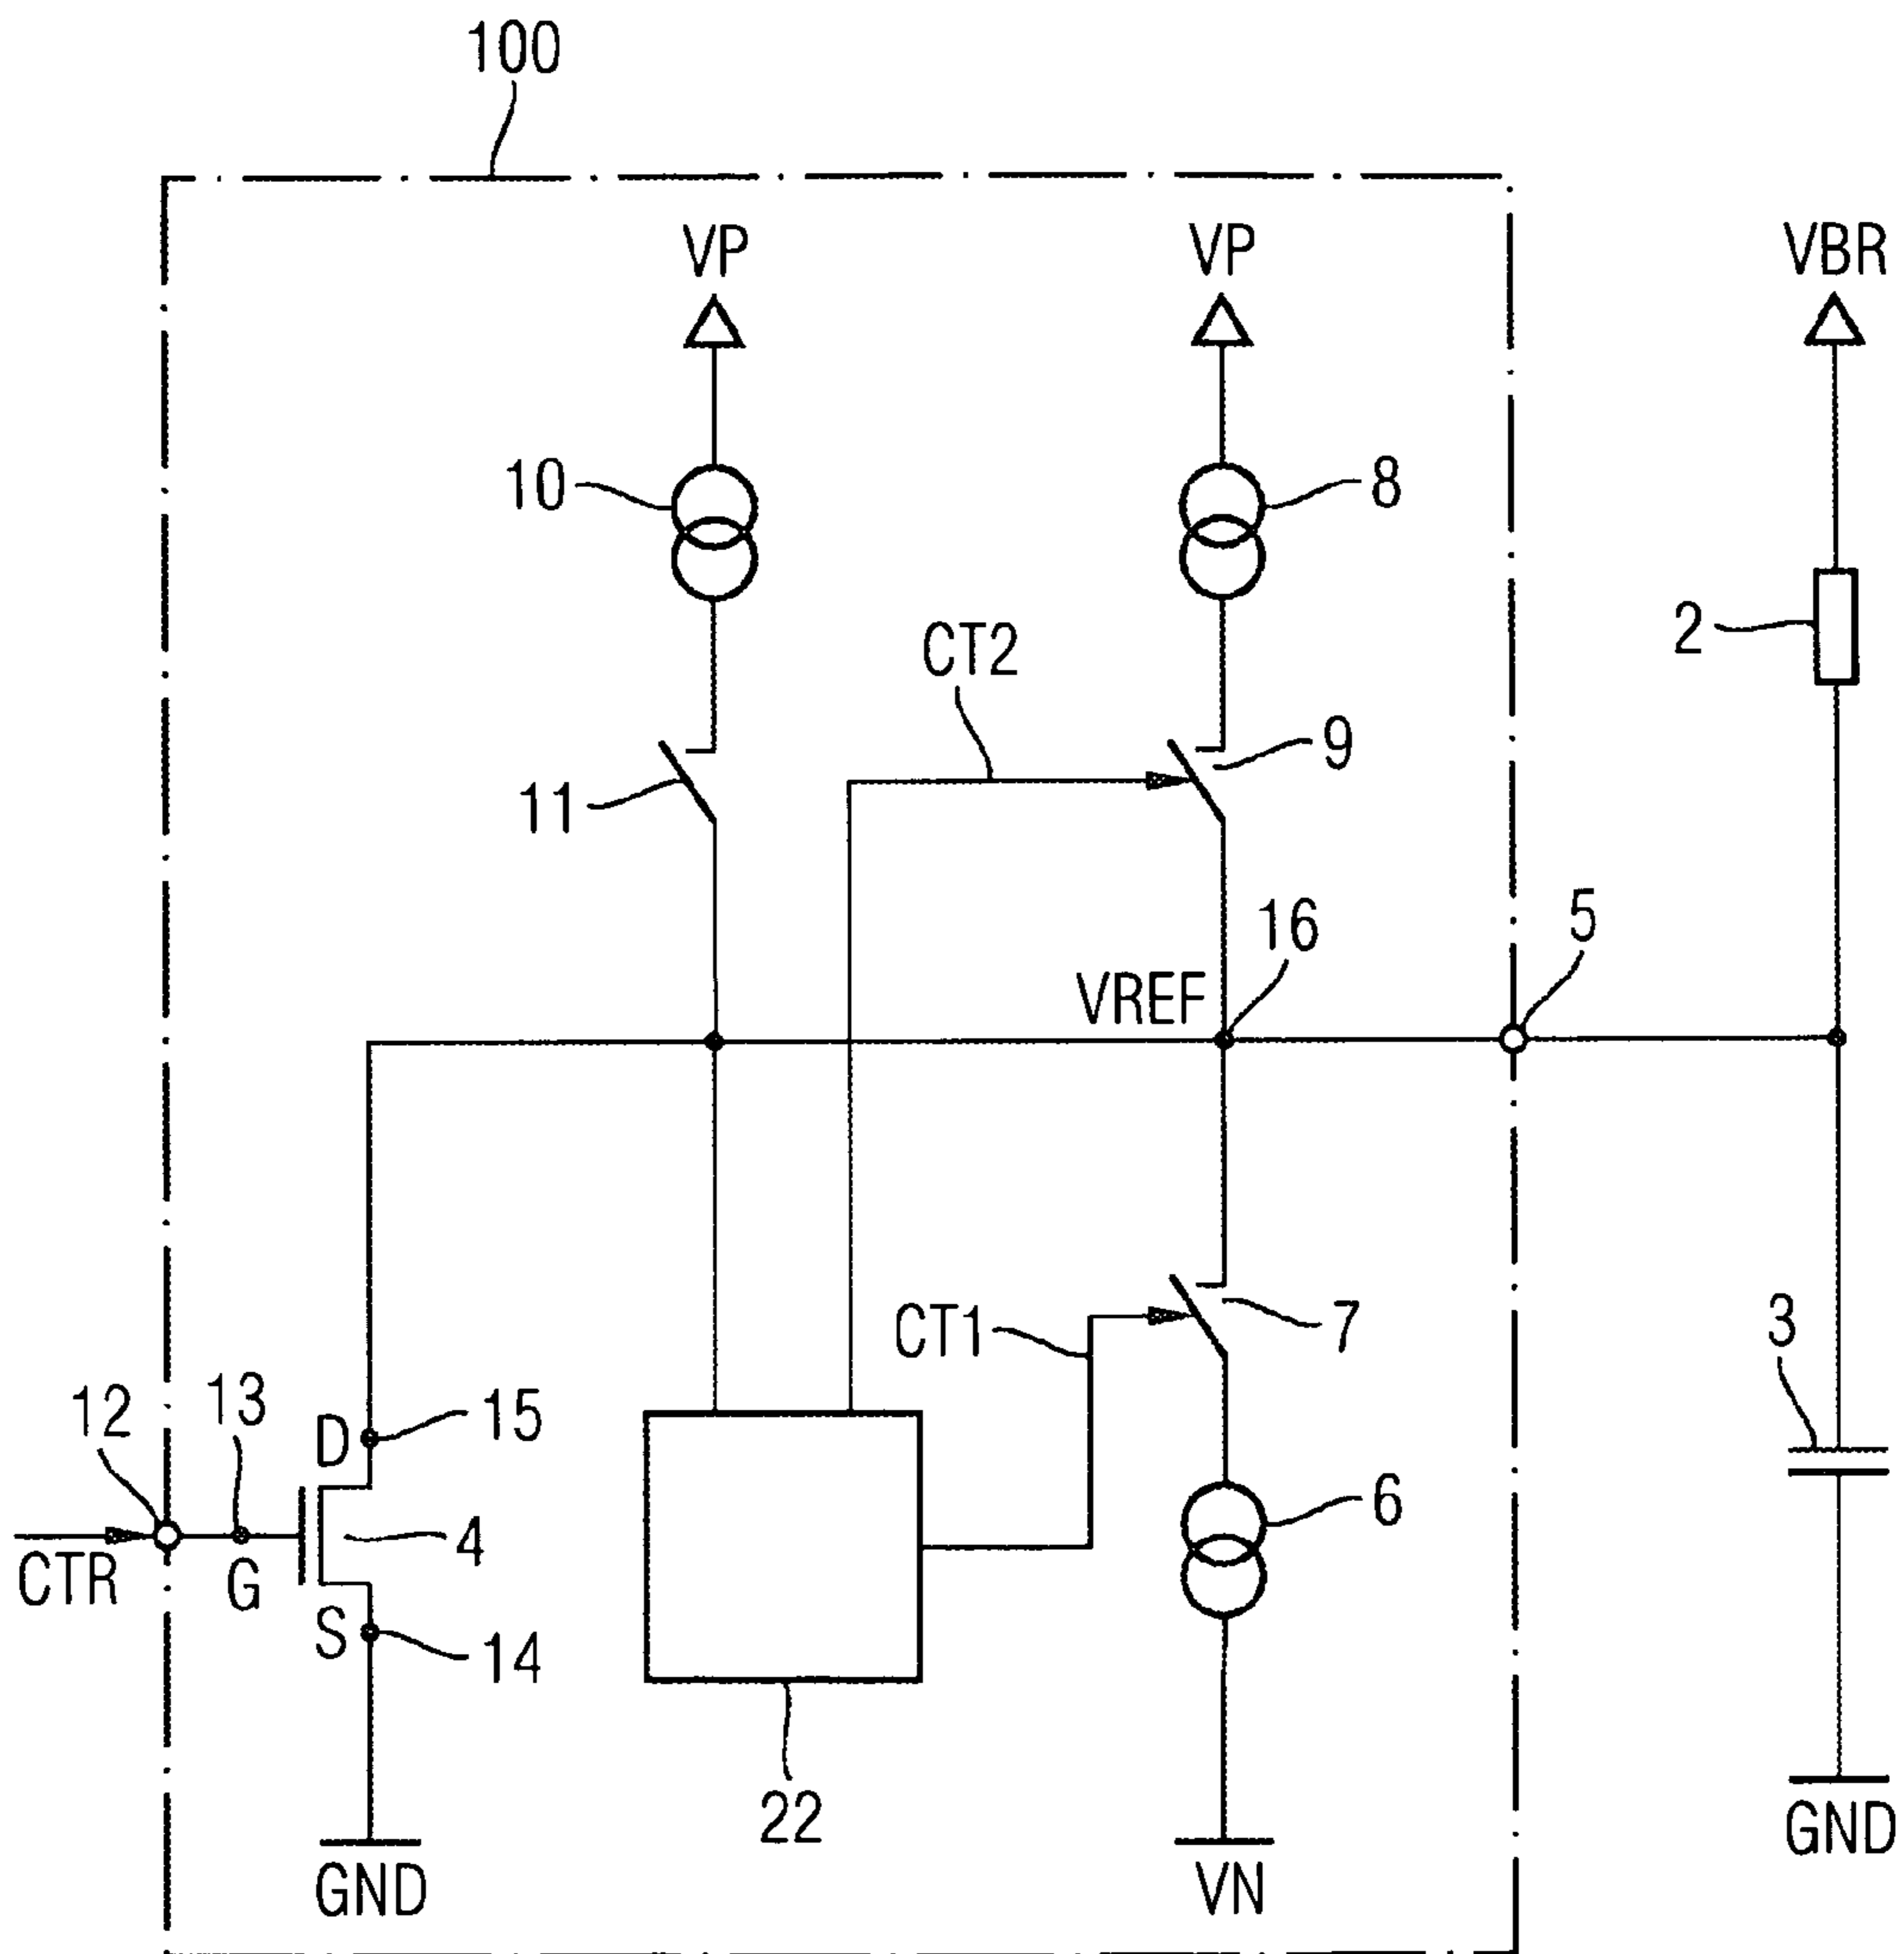 100
VP VP VBR
10 8
2
CT2
9
11
16 5
VREF
3
CT1 7
12 13 D 15
6
4
CTR G
S 14
22
GND VN GND